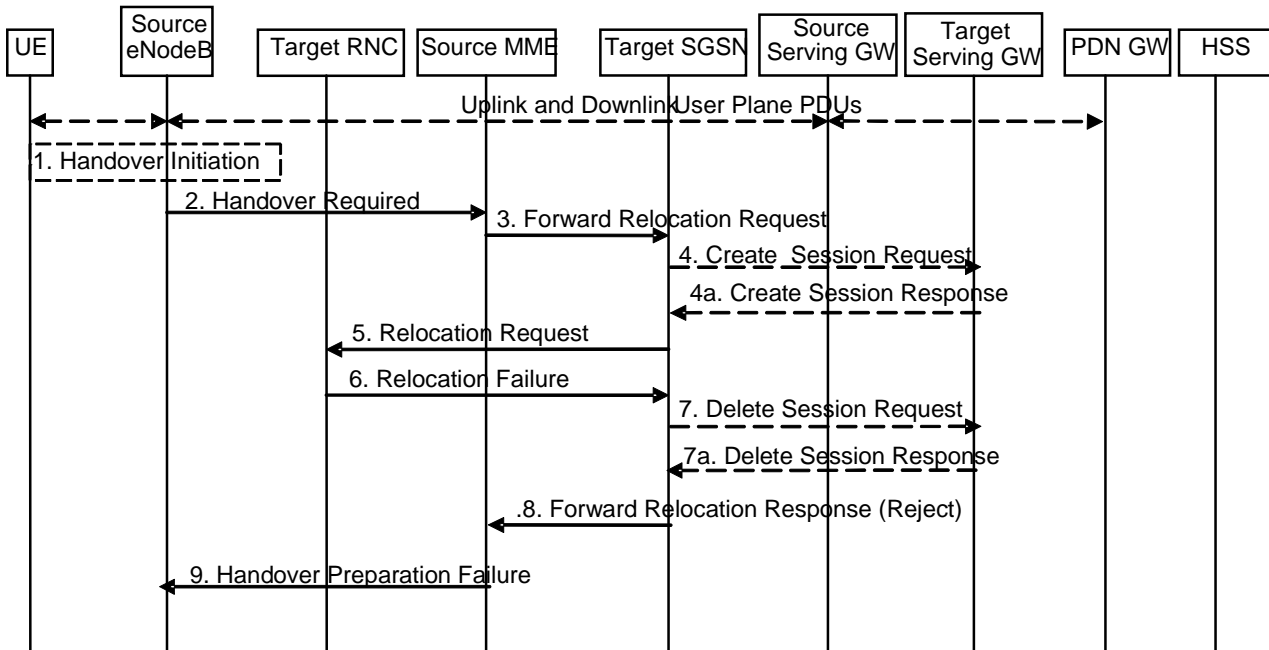 UE
Source
eNodeB
Target RNC
Source MME
Target SGSN
Source
Serving GW
Target
Serving GW
PDN GW
HSS
Uplink and Downlink User Plane PDUs
1. Handover Initiation
2. Handover Required
3. Forward Relocation Request
4. Create Session Request
4a. Create Session Response
5. Relocation Request
6. Relocation Failure
7. Delete Session Request
7a. Delete Session Response
.8. Forward Relocation Response (Reject)
9. Handover Preparation Failure